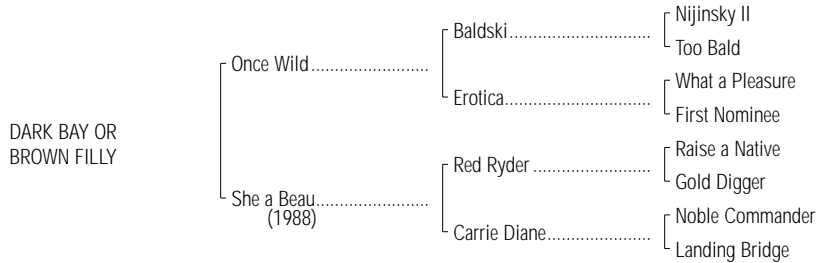 DARK BAY OR
BROWN FILLY
Once Wild........................
She a Beau.......................
(1988)
Baldski.............................
Erotica..............................
Red Ryder ........................
Carrie Diane.....................
Nijinsky II
Too Bald
What a Pleasure
First Nominee
Raise a Native
Gold Digger
Noble Commander
Landing Bridge